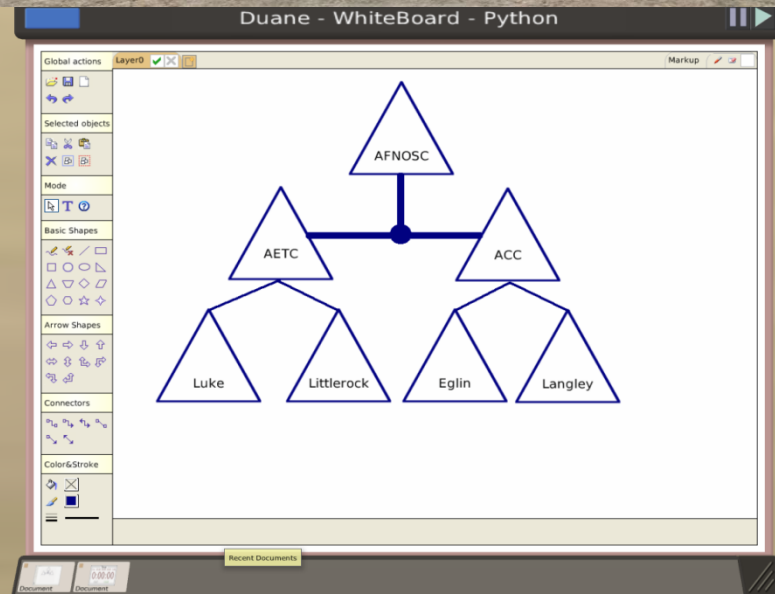 Duane - WhiteBoard - Python
Global actions
Layer0
Markup
Selected objects
Mode
T
Basic Shapes
Arrow Shapes
Connectors
Color&Stroke
AFNOSC
AETC
ACC
Luke
Littlerock
Eglin
Langley
Recent Documents
0:00:00
Document
Document